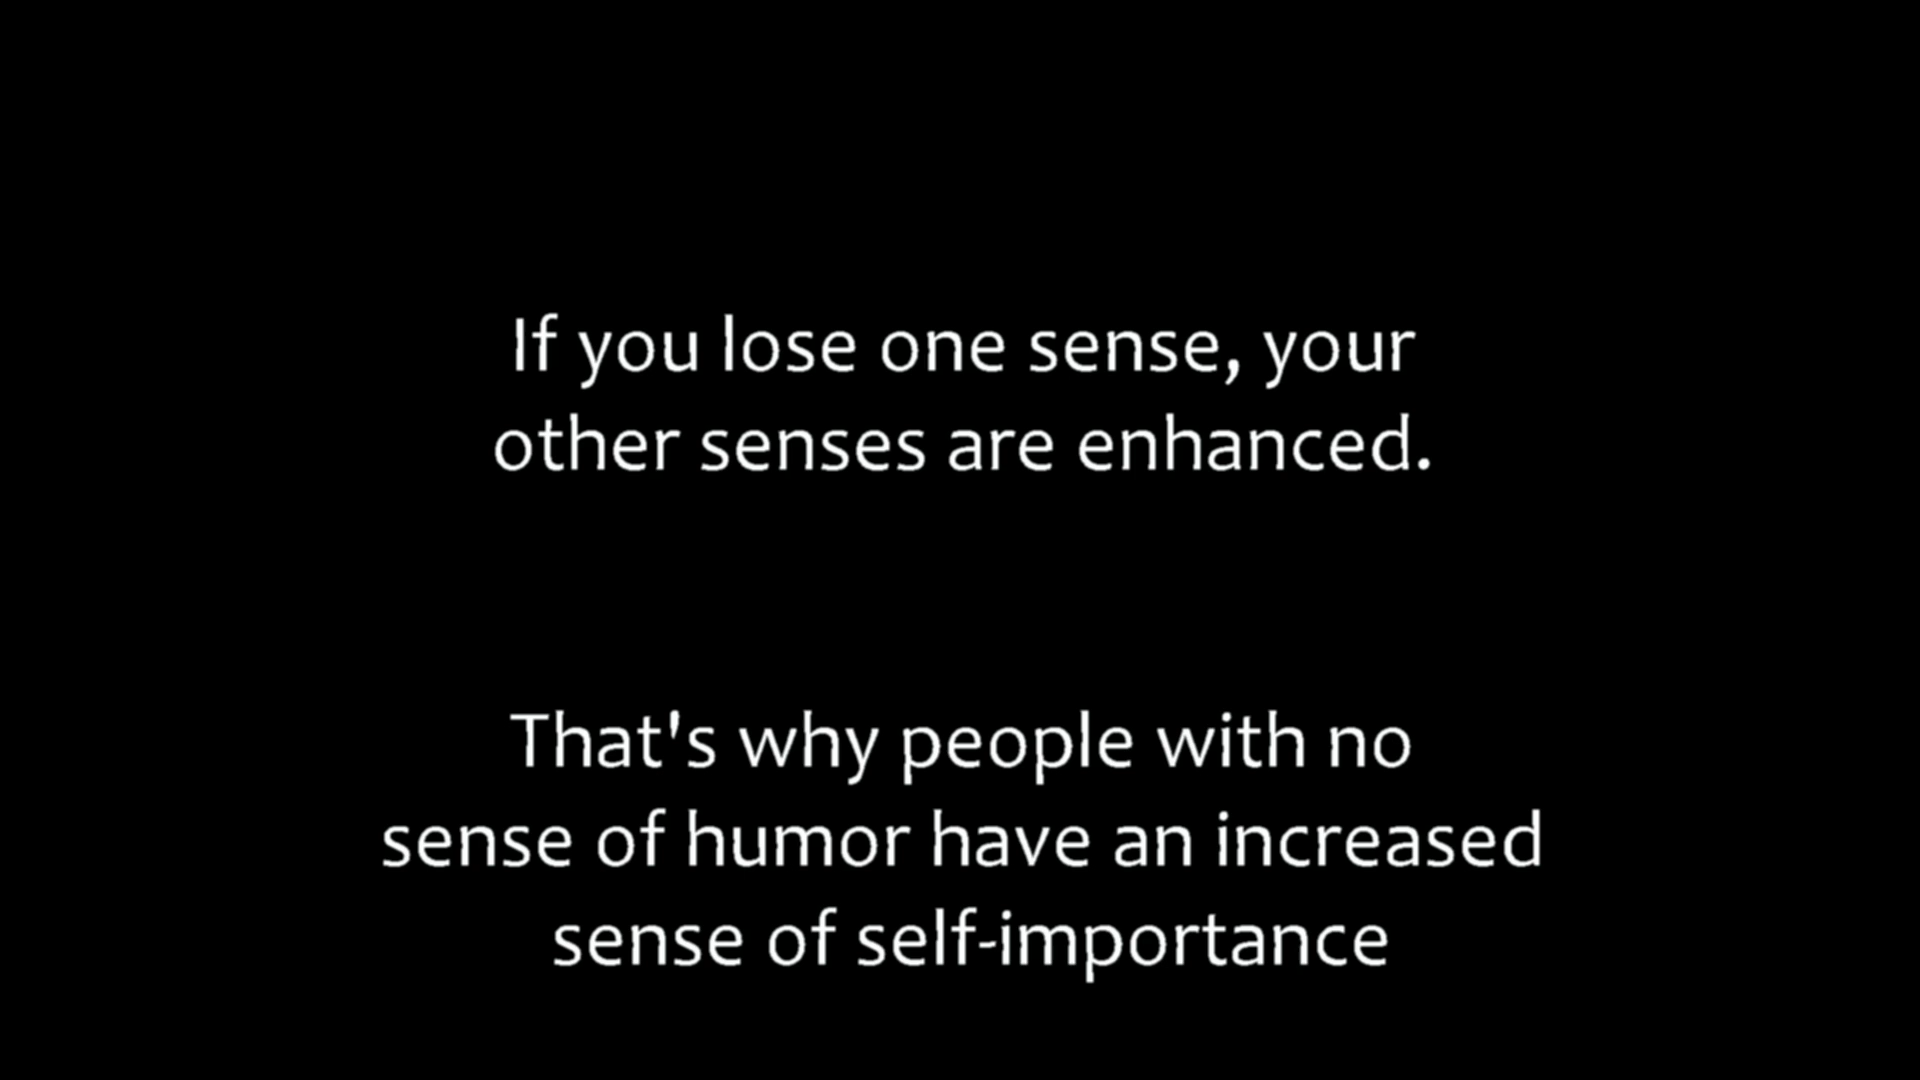 If you lose one sense, your
other senses are enhanced.
That's why people with no
sense of humor have an increased
sense of self-importance